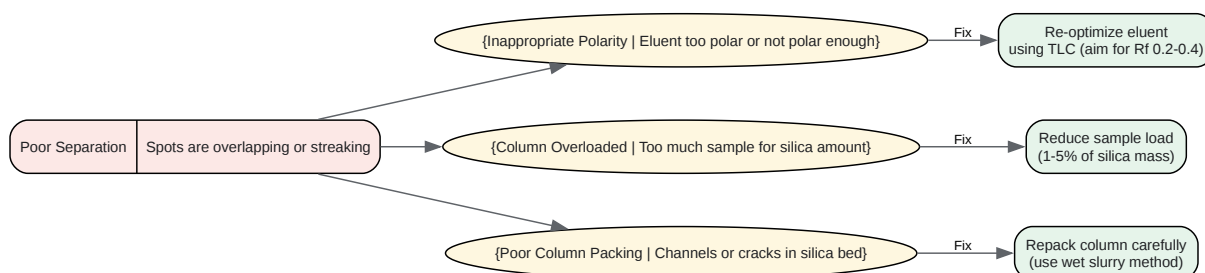 {Inappropriate Polarity | Eluent too polar or not polar enough}
Fix
Re-optimize eluent
using TLC (aim for Rf 0.2-0.4)
Poor Separation
Spots are overlapping or streaking
{Column Overloaded | Too much sample for silica amount}
Fix
Reduce sample load
(1-5% of silica mass)
{Poor Column Packing | Channels or cracks in silica bed}
Fix
Repack column carefully
(use wet slurry method)